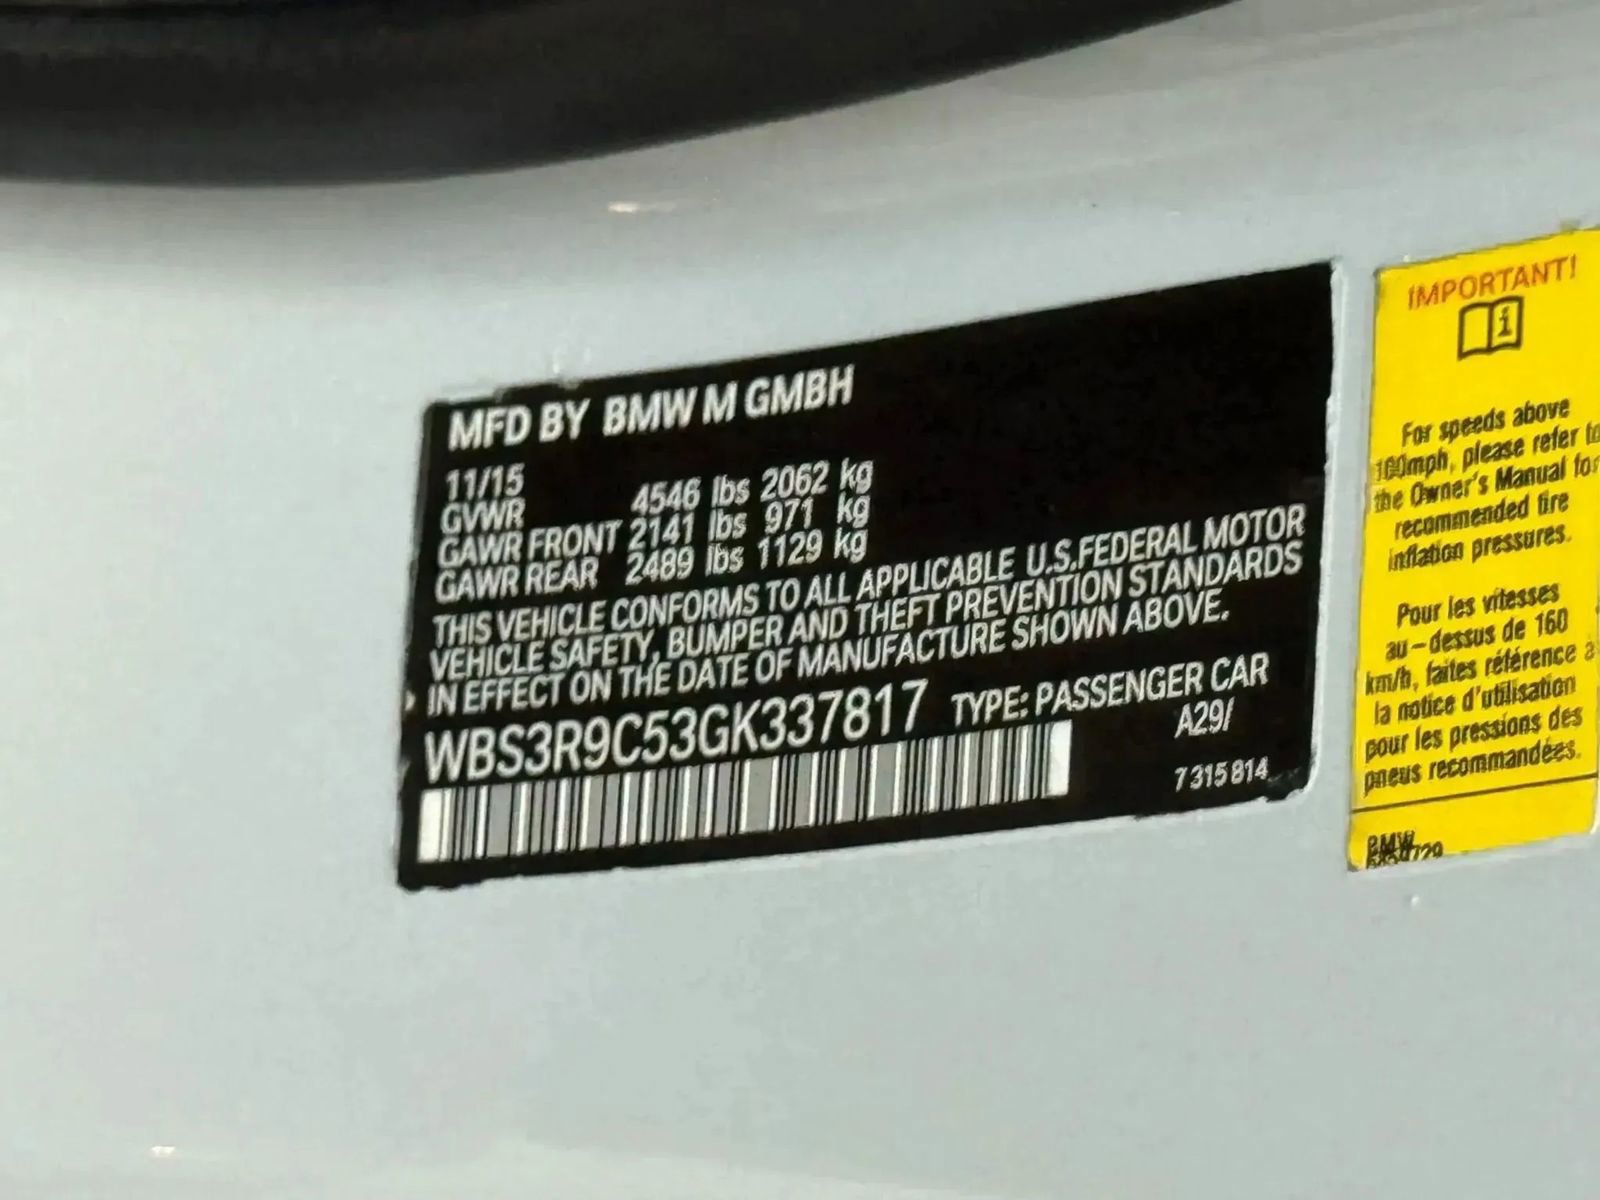 MFD BY BMW M GMBH
11/15
GVWR 4546 lbs 2062 kg
GAWR FRONT 2141 lbs 971 kg
GAWR REAR 2489 lbs 1129 kg
THIS VEHICLE CONFORMS TO ALL APPLICABLE U.S.FEDERAL MOTOR
VEHICLE SAFETY, BUMPER AND THEFT PREVENTION STANDARDS
IN EFFECT ON THE DATE OF MANUFACTURE SHOWN ABOVE.
WBS3R9C53GK337817 TYPE: PASSENGER CAR
A29/
7315814
IMPORTANT!
For speeds above
100mph, please refer to
the Owner's Manual for
recommended tire
inflation pressures.
Pour les vitesses
au-dessus de 160
km/h, faites référence à
la notice d'utilisation
pour les pressions des
pneus recommandées.
BMW